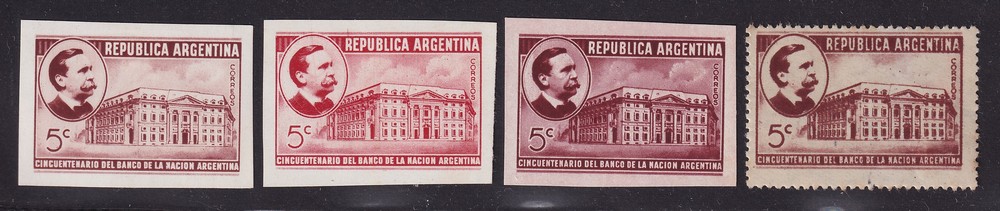 REPUBLICA ARGENTINA
CORREOS
5c
CINCUENTENARIO DEL BANCO DE LA NACION ARGENTINA
REPUBLICA ARGENTINA
CORREOS
5c
CINCUENTENARIO DEL BANCO DE LA NACION ARGENTINA
REPUBLICA ARGENTINA
CORREOS
5c
CINCUENTENARIO DEL BANCO DE LA NACION ARGENTINA
REPUBLICA ARGENTINA
CORREOS
5c
CINCUENTENARIO DEL BANCO DE LA NACION ARGENTINA